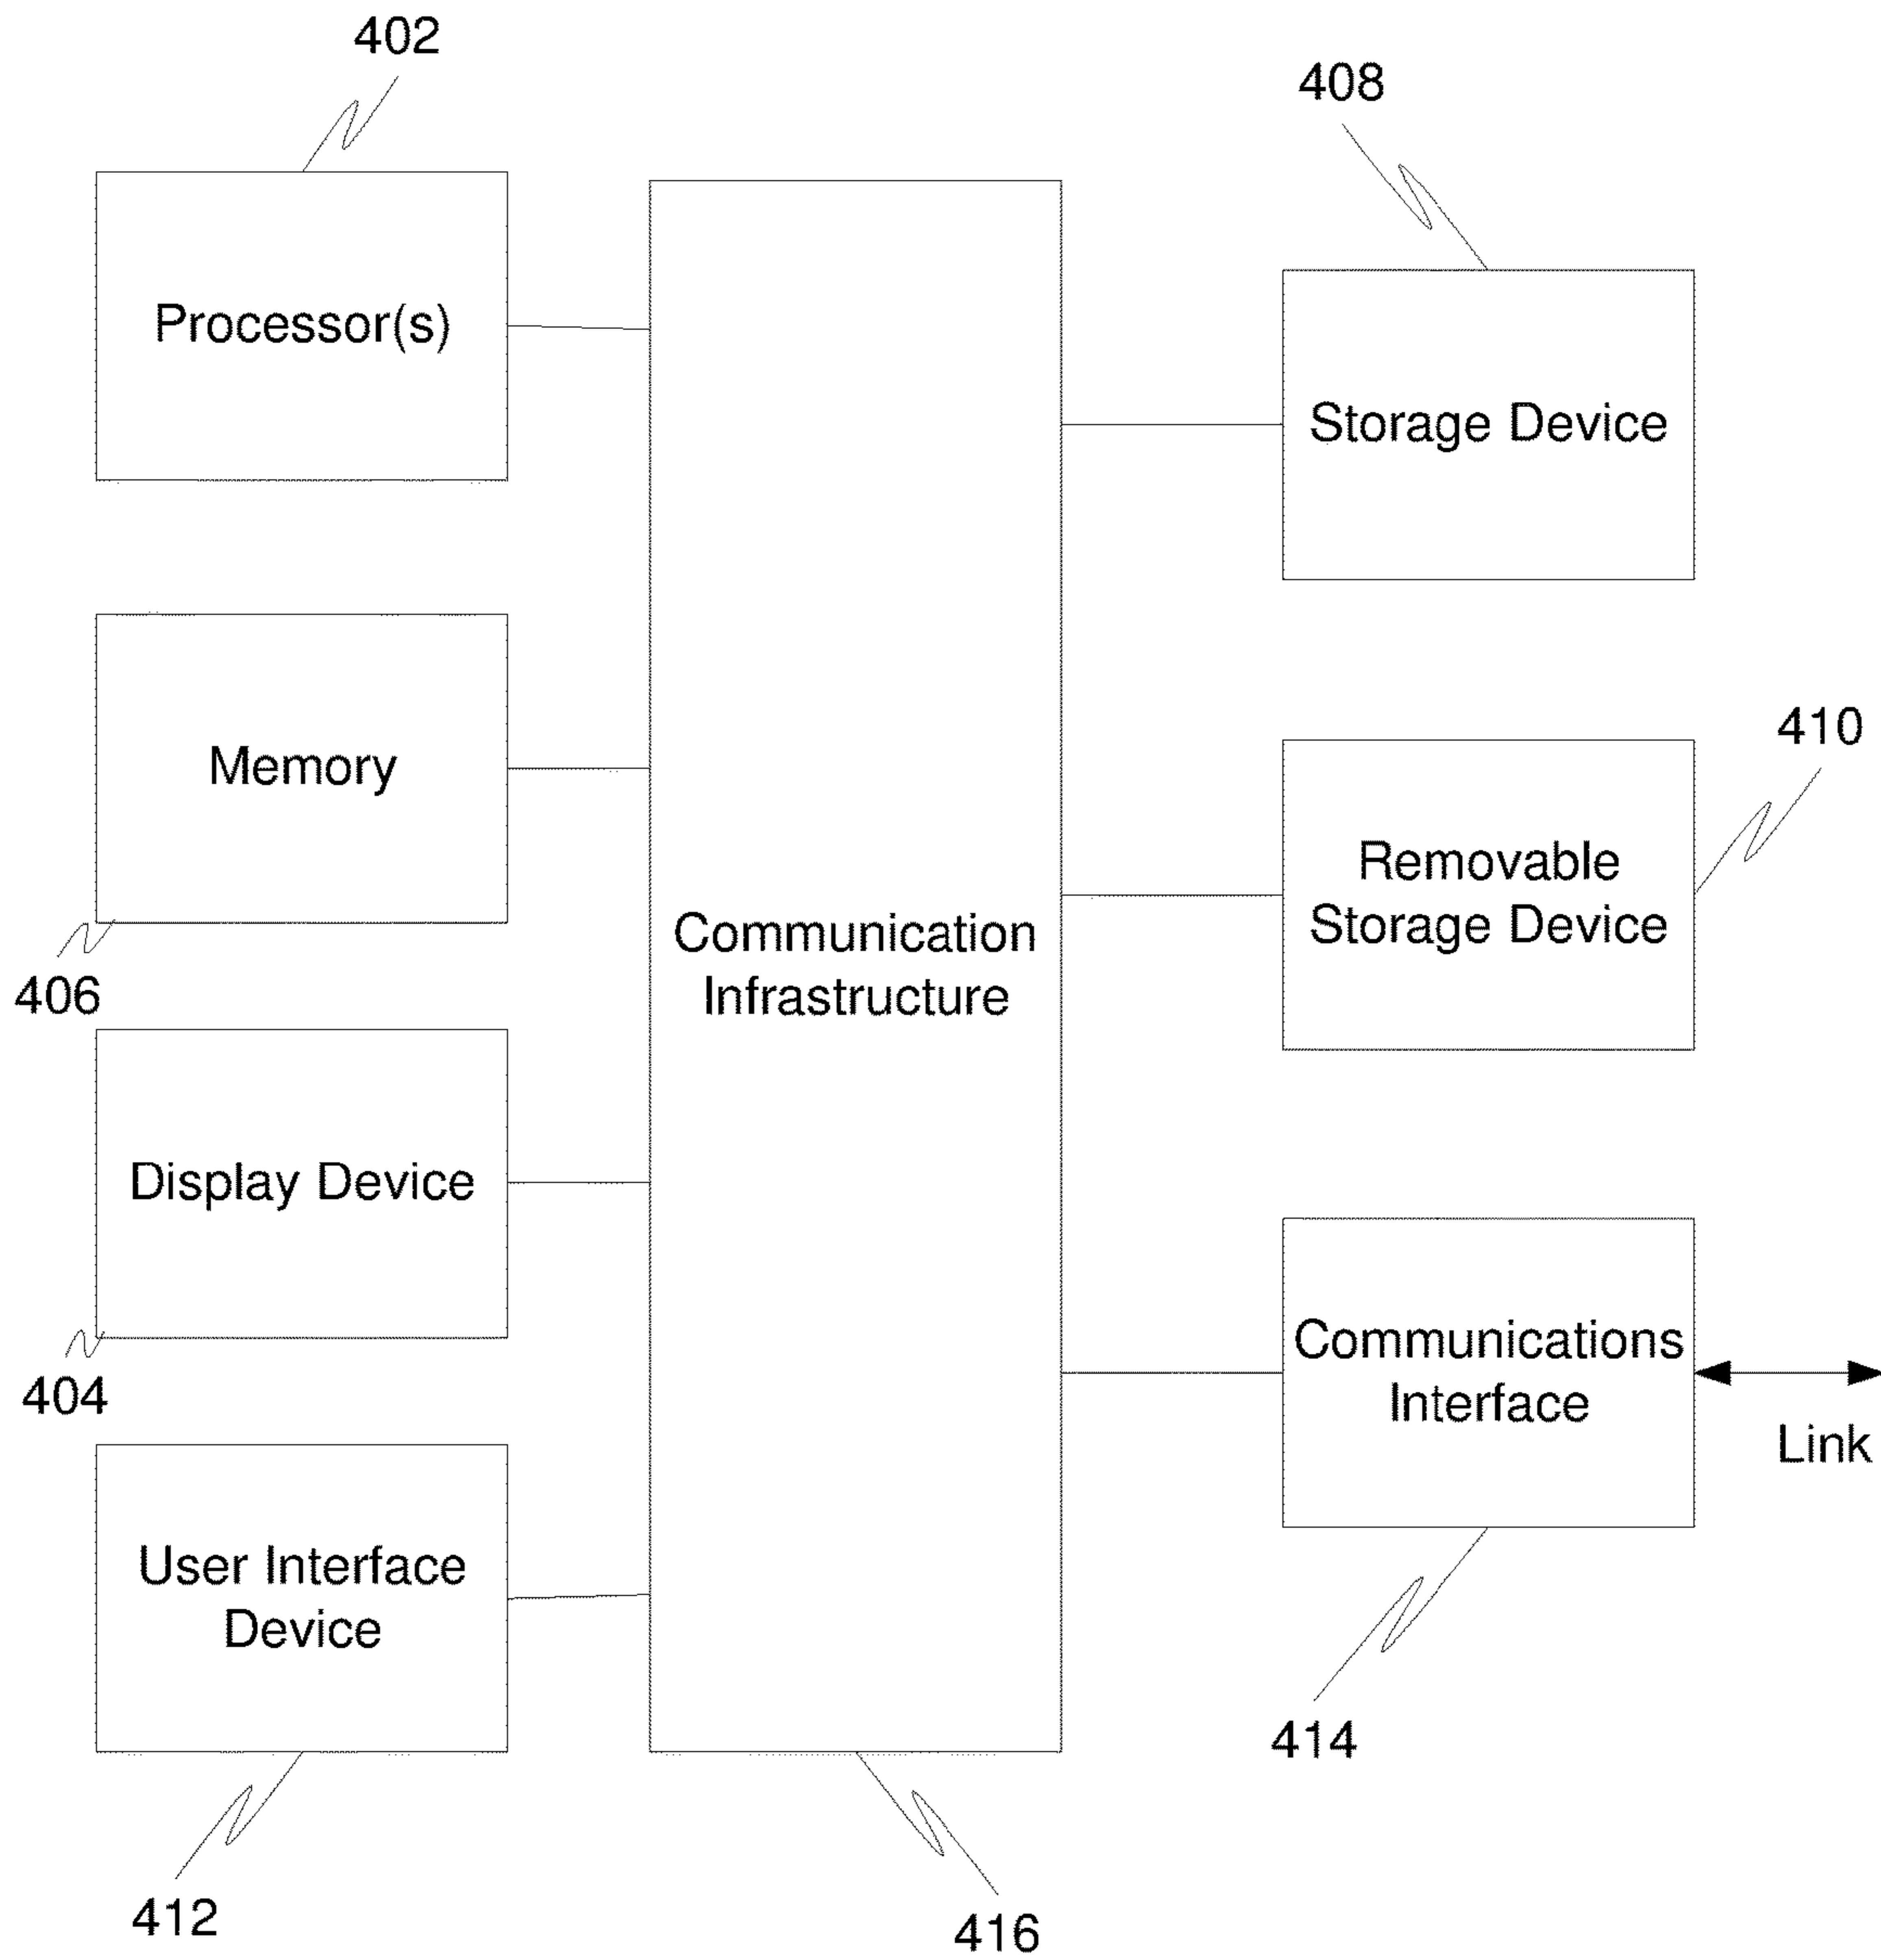 402
408
Processor(s)
Storage Device
410
Memory
Removable
Storage Device
406
Communication
Infrastructure
Display Device
404
Communications
Interface
Link
User Interface
Device
414
412
416